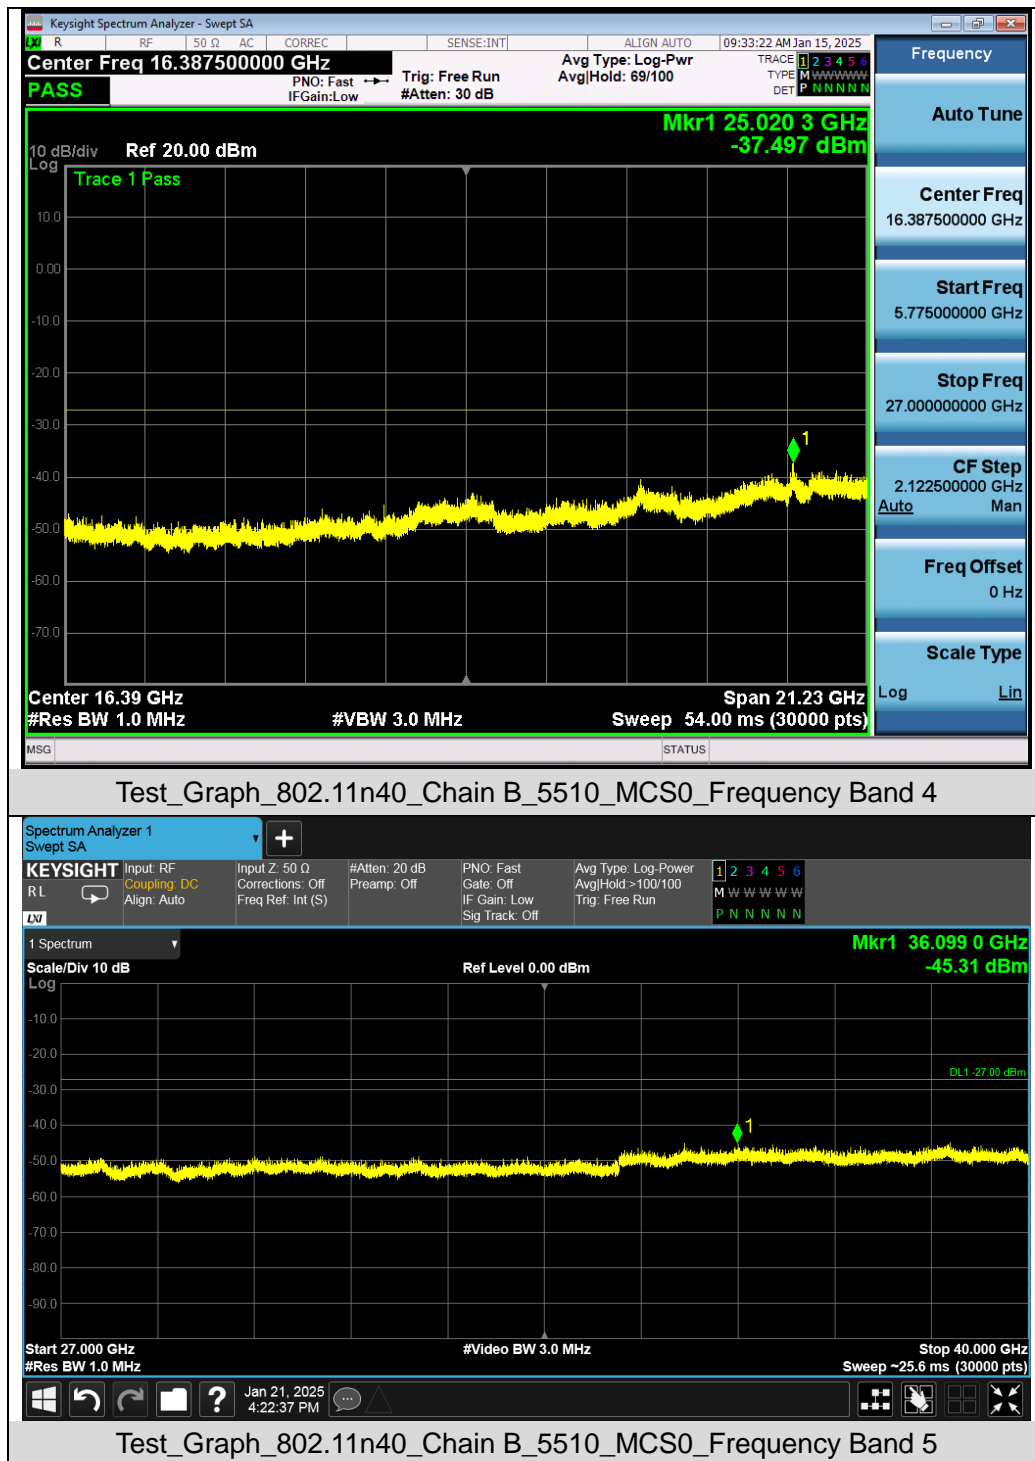 Keysight Spectrum Analyzer - Swept SA
LXI R RF 50 Ω AC CORREC SENSE:INT ALIGN AUTO 09:33:22 AM Jan 15, 2025
Center Freq 16.387500000 GHz
PASS
PNO: Fast
IFGain:Low
Trig: Free Run
#Atten: 30 dB
Avg Type: Log-Pwr
Avg|Hold: 69/100
TRACE 1 2 3 4 5 6
TYPE M W W W W W
DET P N N N N N
Frequency
Auto Tune
Center Freq
16.387500000 GHz
Start Freq
5.775000000 GHz
Stop Freq
27.000000000 GHz
CF Step
2.122500000 GHz
Auto Man
Freq Offset
0 Hz
Scale Type
Log Lin
Mkr1 25.020 3 GHz
-37.497 dBm
10 dB/div Ref 20.00 dBm
Log
Trace 1 Pass
10.0
0.00
-10.0
-20.0
-30.0
1
-40.0
-50.0
-60.0
-70.0
Center 16.39 GHz Span 21.23 GHz
#Res BW 1.0 MHz #VBW 3.0 MHz Sweep 54.00 ms (30000 pts)
MSG STATUS
Test_Graph_802.11n40_Chain B_5510_MCS0_Frequency Band 4
Spectrum Analyzer 1
Swept SA
+
KEYSIGHT
RL
LXI
Input: RF
Coupling: DC
Align: Auto
Input Z: 50 Ω
Corrections: Off
Freq Ref: Int (S)
#Atten: 20 dB
Preamp: Off
PNO: Fast
Gate: Off
IF Gain: Low
Sig Track: Off
Avg Type: Log-Power
Avg|Hold:>100/100
Trig: Free Run
1 2 3 4 5 6
M W W W W W
P N N N N N
1 Spectrum
Mkr1 36.099 0 GHz
Scale/Div 10 dB Ref Level 0.00 dBm -45.31 dBm
Log
-10.0
-20.0
DL1 -27.00 dBm
-30.0
-40.0
1
-50.0
-60.0
-70.0
-80.0
-90.0
Start 27.000 GHz #Video BW 3.0 MHz Stop 40.000 GHz
#Res BW 1.0 MHz Sweep ~25.6 ms (30000 pts)
?
Jan 21, 2025
4:22:37 PM
Test_Graph_802.11n40_Chain B_5510_MCS0_Frequency Band 5